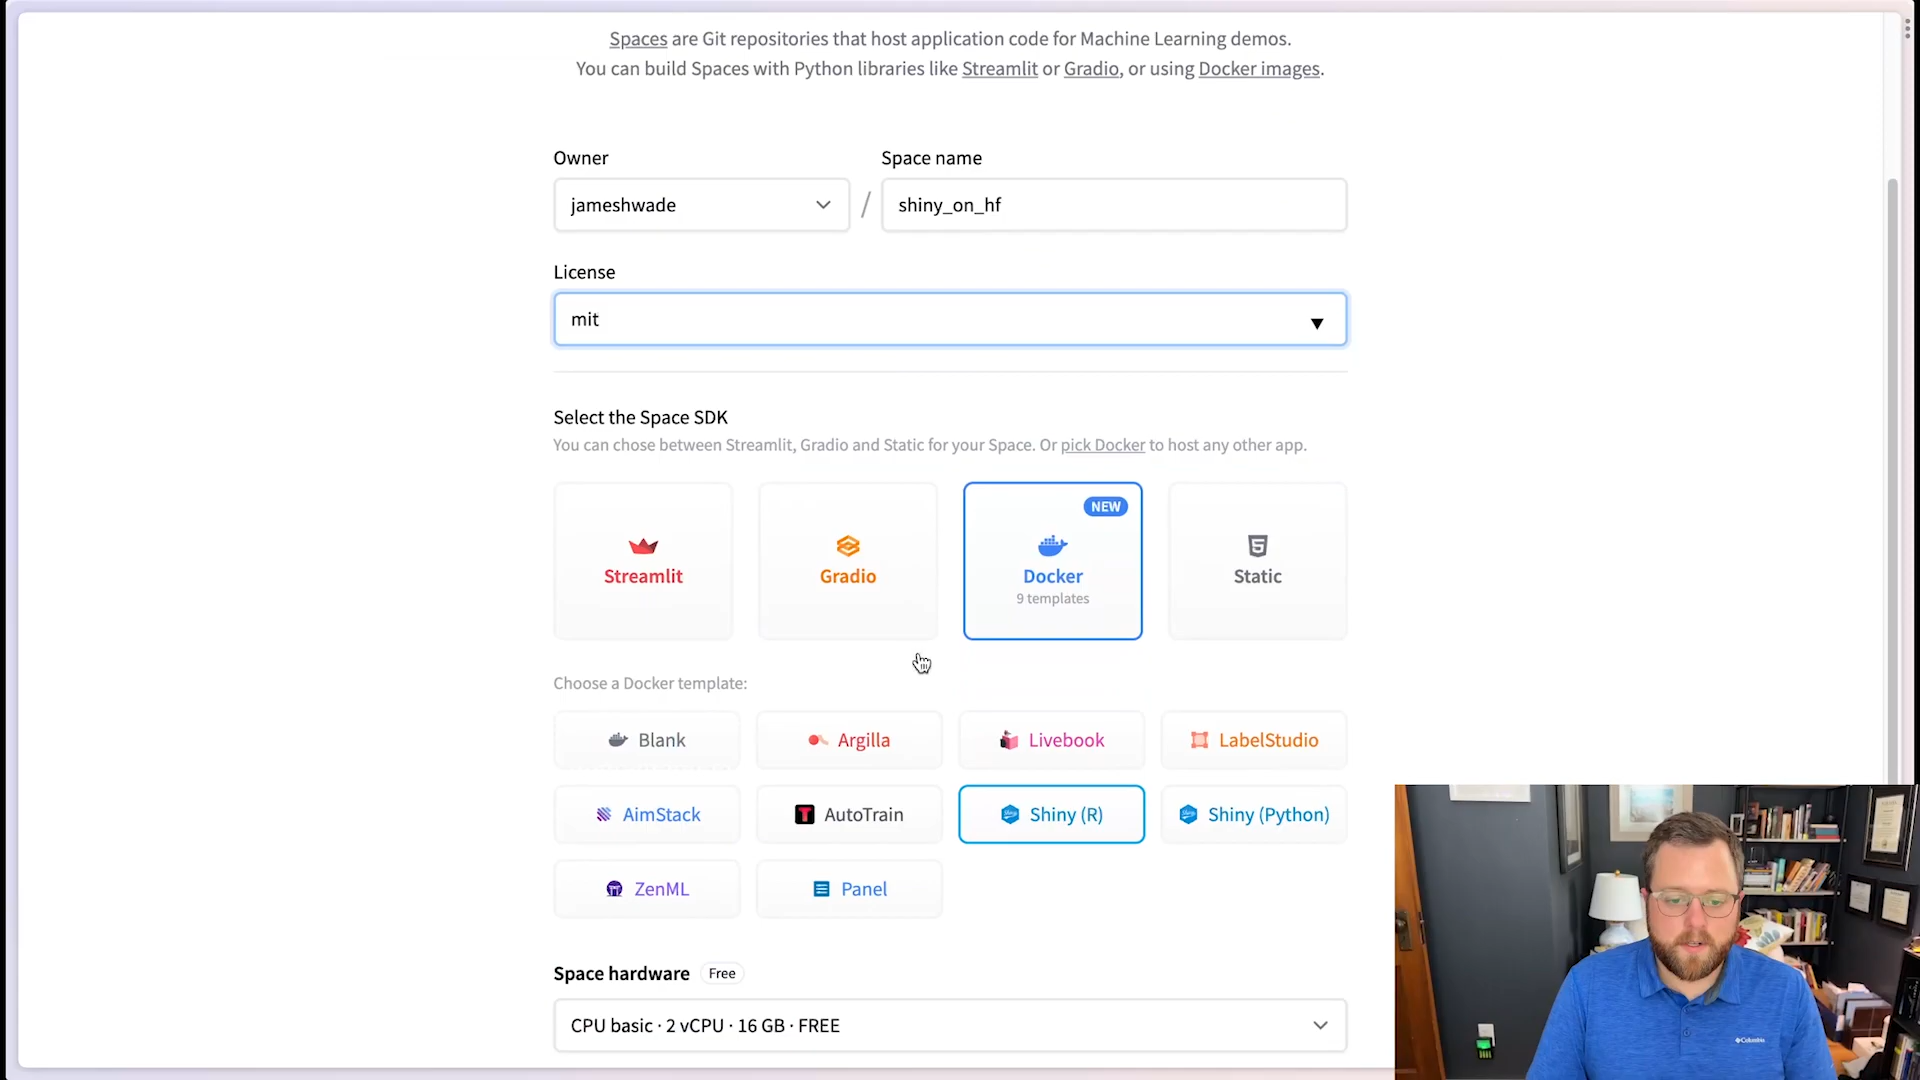 Spaces are Git repositories that host application code for Machine Learning demos.
You can build Spaces with Python libraries like Streamlit or Gradio, or using Docker images.
Owner
Space name
jameshwade
/
shiny_on_hf
License
mit
Select the Space SDK
You can chose between Streamlit, Gradio and Static for your Space. Or pick Docker to host any other app.
NEW
Streamlit
Gradio
Docker
9 templates
Static
Choose a Docker template:
Blank
Argilla
Livebook
LabelStudio
AimStack
AutoTrain
Shiny (R)
Shiny (Python)
ZenML
Panel
Space hardware Free
CPU basic · 2 vCPU · 16 GB · FREE
Columbia